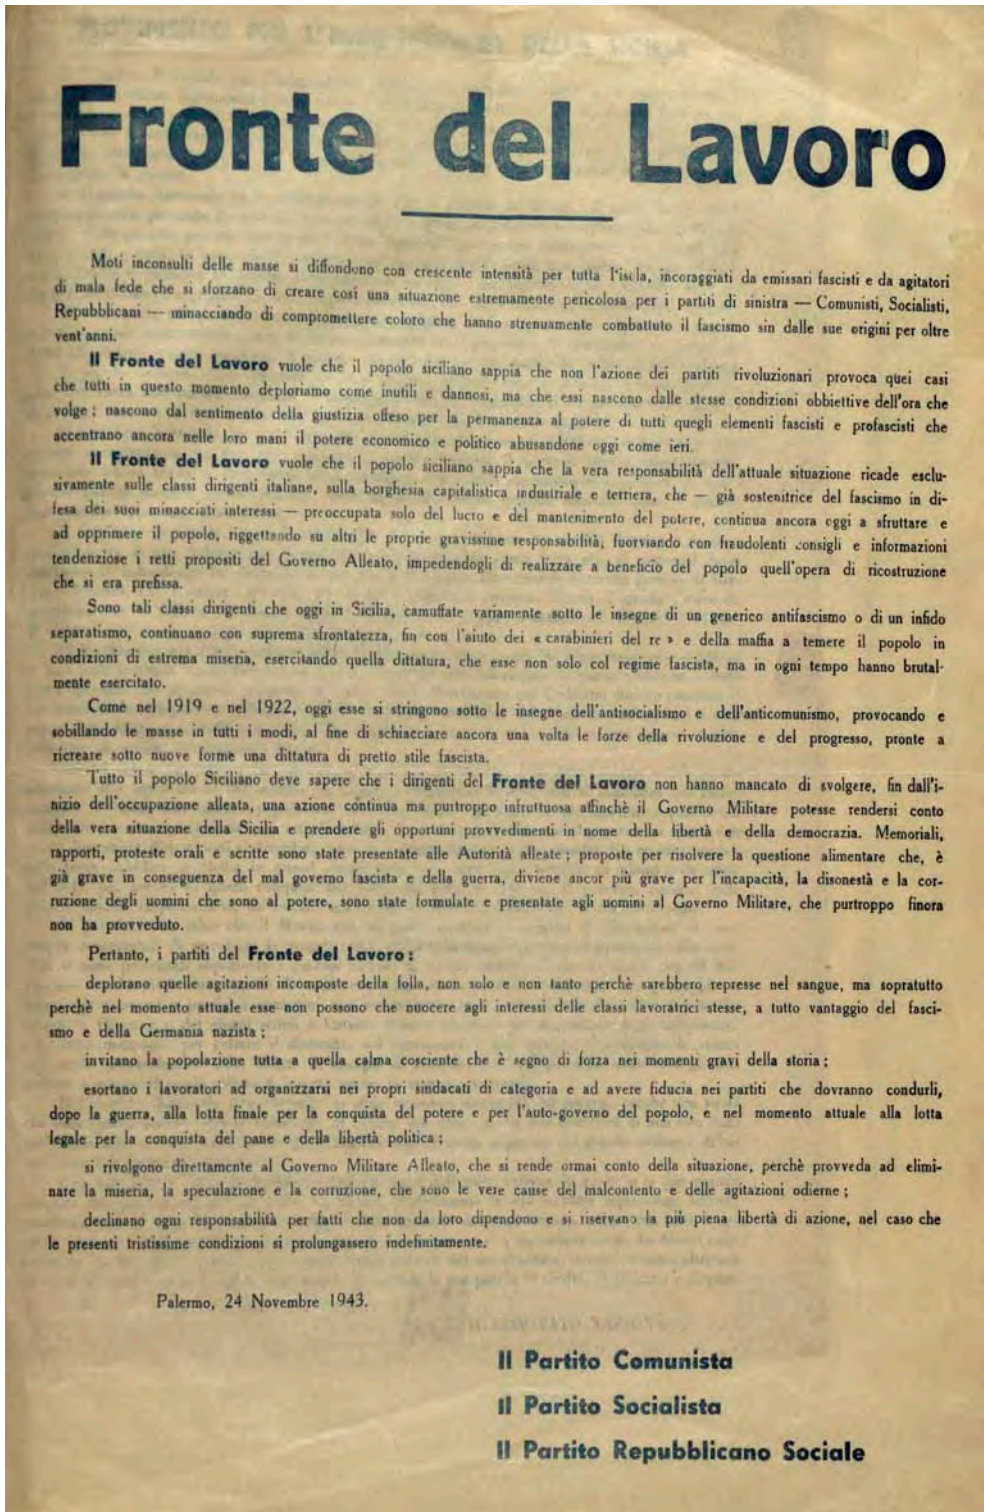 Fronte del Lavoro
Moti inconsulti delle masse si diffondono con crescente intensità per tutta l'isola, incoraggiati da emissari fascisti e da agitatori
di mala fede che si sforzano di creare così una situazione estremamente pericolosa per i partiti di sinistra — Comunisti, Socialisti,
Repubblicani — minacciando di compromettere coloro che hanno strenuamente combattuto il fascismo sin dalle sue origini per oltre
vent'anni.
Il Fronte del Lavoro vuole che il popolo siciliano sappia che non l'azione dei partiti rivoluzionari provoca quei casi
che tutti in questo momento deploriamo come inutili e dannosi, ma che essi nascono dalle stesse condizioni obbiettive dell'ora che
volge ; nascono dal sentimento della giustizia offeso per la permanenza al potere di tutti quegli elementi fascisti e profascisti che
accentrano ancora nelle loro mani il potere economico e politico abusandone oggi come ieri.
Il Fronte del Lavoro vuole che il popolo siciliano sappia che la vera responsabilità dell'attuale situazione ricade esclu-
sivamente sulle classi dirigenti italiane, sulla borghesia capitalistica industriale e terriera, che — già sostenitrice del fascismo in di-
fesa dei suoi minacciati interessi — preoccupata solo del lucro e del mantenimento del potere, continua ancora oggi a sfruttare e
ad opprimere il popolo, riggettando su altri le proprie gravissime responsabilità, fuorviando con fraudolenti consigli e informazioni
tendenziose i retti propositi del Governo Alleato, impedendogli di realizzare a beneficio del popolo quell'opera di ricostruzione
che si era prefissa.
Sono tali classi dirigenti che oggi in Sicilia, camuffate variamente sotto le insegne di un generico antifascismo o di un infido
separatismo, continuano con suprema sfrontatezza, fin con l'aiuto dei « carabinieri del re » e della maffia a temere il popolo in
condizioni di estrema miseria, esercitando quella dittatura, che esse non solo col regime fascista, ma in ogni tempo hanno brutal-
mente esercitato.
Come nel 1919 e nel 1922, oggi esse si stringono sotto le insegne dell'antisocialismo e dell'anticomunismo, provocando e
sobillando le masse in tutti i modi, al fine di schiacciare ancora una volta le forze della rivoluzione e del progresso, pronte a
ricreare sotto nuove forme una dittatura di pretto stile fascista.
Tutto il popolo Siciliano deve sapere che i dirigenti del Fronte del Lavoro non hanno mancato di svolgere, fin dall'i-
nizio dell'occupazione alleata, una azione continua ma purtroppo infruttuosa affinchè il Governo Militare potesse rendersi conto
della vera situazione della Sicilia e prendere gli opportuni provvedimenti in nome della libertà e della democrazia. Memoriali,
rapporti, proteste orali e scritte sono state presentate alle Autorità alleate ; proposte per risolvere la questione alimentare che, è
già grave in conseguenza del mal governo fascista e della guerra, diviene ancor più grave per l'incapacità, la disonestà e la cor-
ruzione degli uomini che sono al potere, sono state formulate e presentate agli uomini al Governo Militare, che purtroppo finora
non ha provveduto.
Pertanto, i partiti del Fronte del Lavoro :
deplorano quelle agitazioni incomposte della folla, non solo e non tanto perchè sarebbero represse nel sangue, ma sopratutto
perchè nel momento attuale esse non possono che nuocere agli interessi delle classi lavoratrici stesse, a tutto vantaggio del fasci-
smo e della Germania nazista ;
invitano la popolazione tutta a quella calma cosciente che è segno di forza nei momenti gravi della storia ;
esortano i lavoratori ad organizzarsi nei propri sindacati di categoria e ad avere fiducia nei partiti che dovranno condurli,
dopo la guerra, alla lotta finale per la conquista del potere e per l'auto-governo del popolo, e nel momento attuale alla lotta
legale per la conquista del pane e della libertà politica ;
si rivolgono direttamente al Governo Militare Alleato, che si rende ormai conto della situazione, perchè provveda ad elimi-
nare la miseria, la speculazione e la corruzione, che sono le vere cause del malcontento e delle agitazioni odierne ;
declinano ogni responsabilità per fatti che non da loro dipendono e si riservano la più piena libertà di azione, nel caso che
le presenti tristissime condizioni si prolungassero indefinitamente.
Palermo, 24 Novembre 1943.
Il Partito Comunista
Il Partito Socialista
Il Partito Repubblicano Sociale